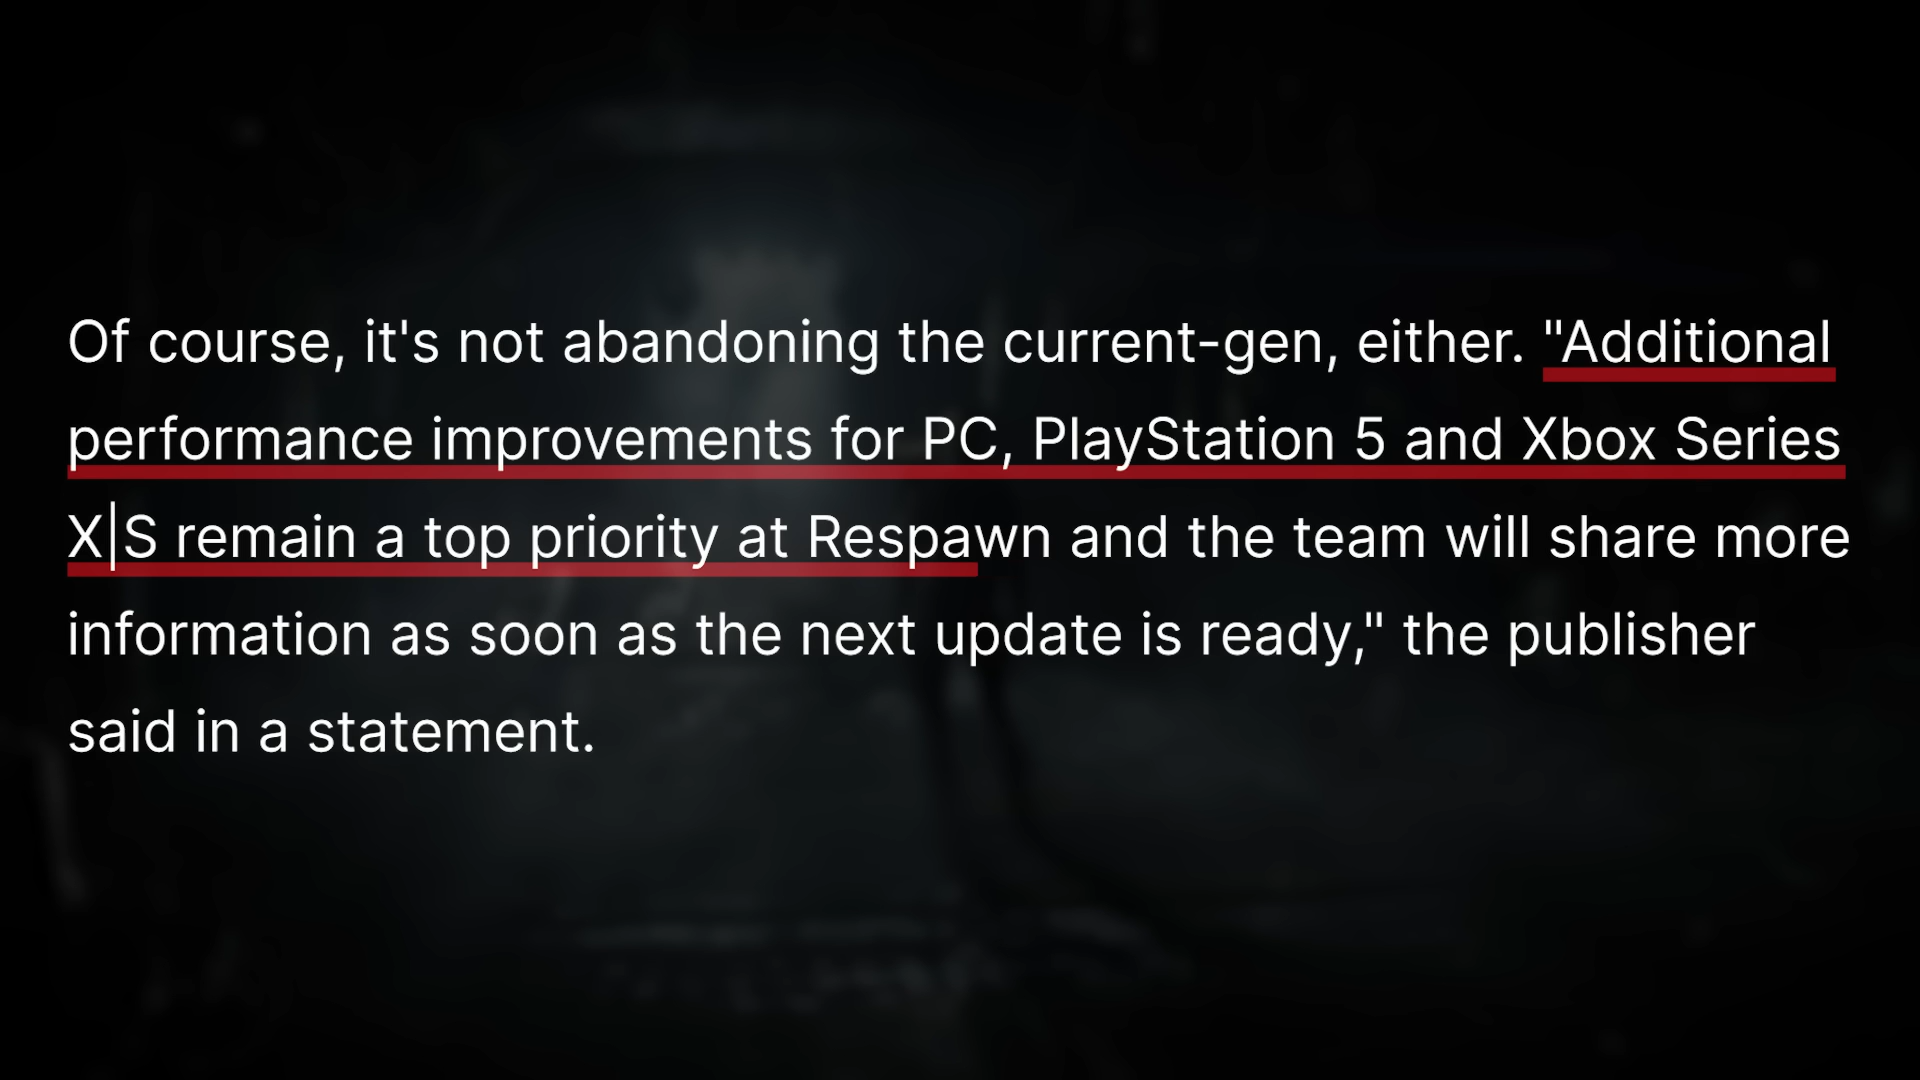 Of course, it's not abandoning the current-gen, either. "Additional
performance improvements for PC, PlayStation 5 and Xbox Series
X|S remain a top priority at Respawn and the team will share more
information as soon as the next update is ready," the publisher
said in a statement.